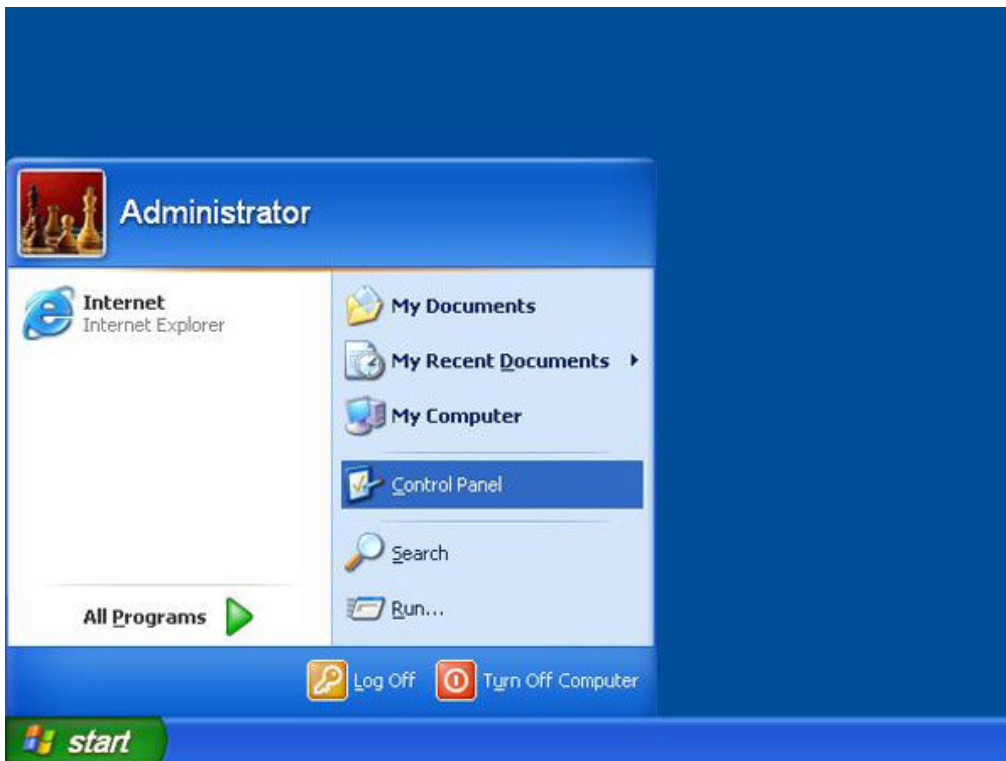 Administrator
Internet
Internet Explorer
My Documents
My Recent Documents
My Computer
Control Panel
Search
Run...
All Programs
Log Off
Turn Off Computer
start